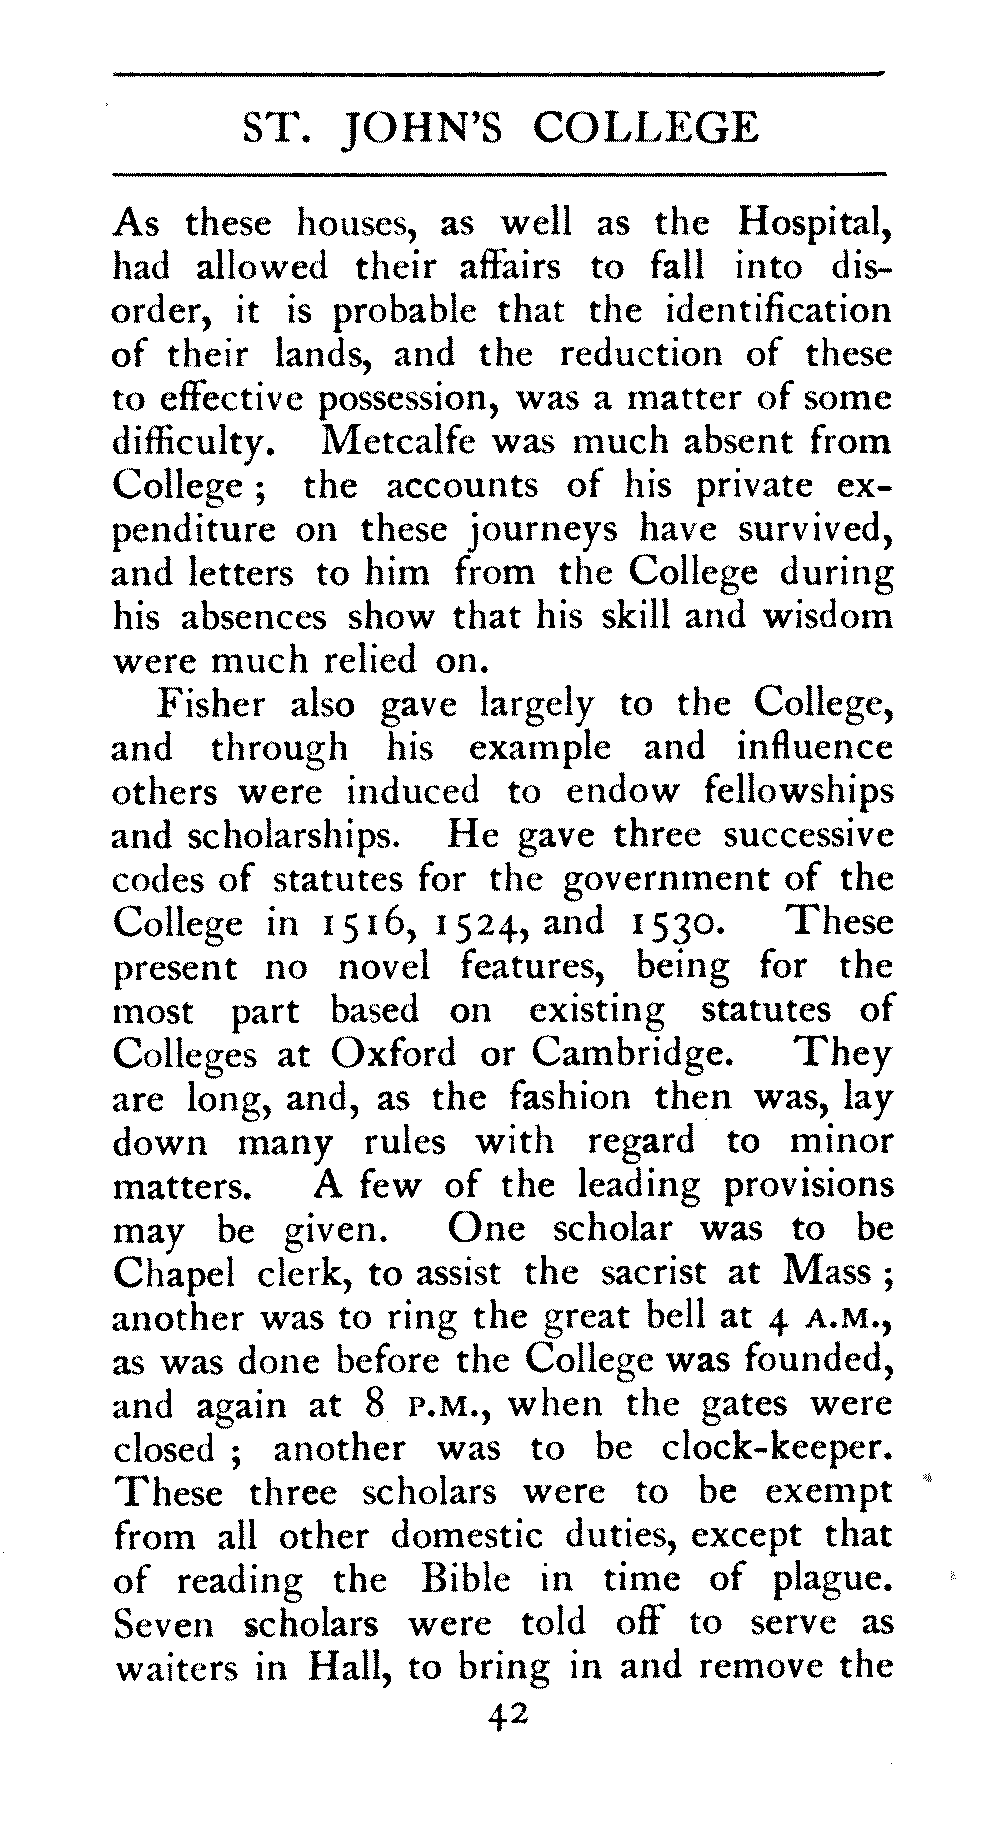 ST. JOHN'S COLLEGE
As these houses, as well as the Hospital,
had allowed their affairs to fall into dis-
order, it is probable that the identification
of their lands, and the reduction of these
to effective possession, was a matter of some
difficulty. Metcalfe was much absent from
College ; the accounts of his private ex-
penditure on these journeys have survived,
and letters to him from the College during
his absences show that his skill and wisdom
were much relied on.
Fisher also gave largely to the College,
and through his example and influence
others were induced to endow fellowships
and scholarships. He gave three successive
codes of statutes for the government of the
College in 1516, 1524, and 1530. These
present no novel features, being for the
most part based on existing statutes of
Colleges at Oxford or Cambridge. They
are long, and, as the fashion then was, lay
down many rules with regard to minor
matters. A few of the leading provisions
may be given. One scholar was to be
Chapel clerk, to assist the sacrist at Mass ;
another was to ring the great bell at 4 A.M.,
as was done before the College was founded,
and again at 8 P.M., when the gates were
closed ; another was to be clock-keeper.
These three scholars were to be exempt
from all other domestic duties, except that
of reading the Bible in time of plague.
Seven scholars were told off to serve as
waiters in Hall, to bring in and remove the
42